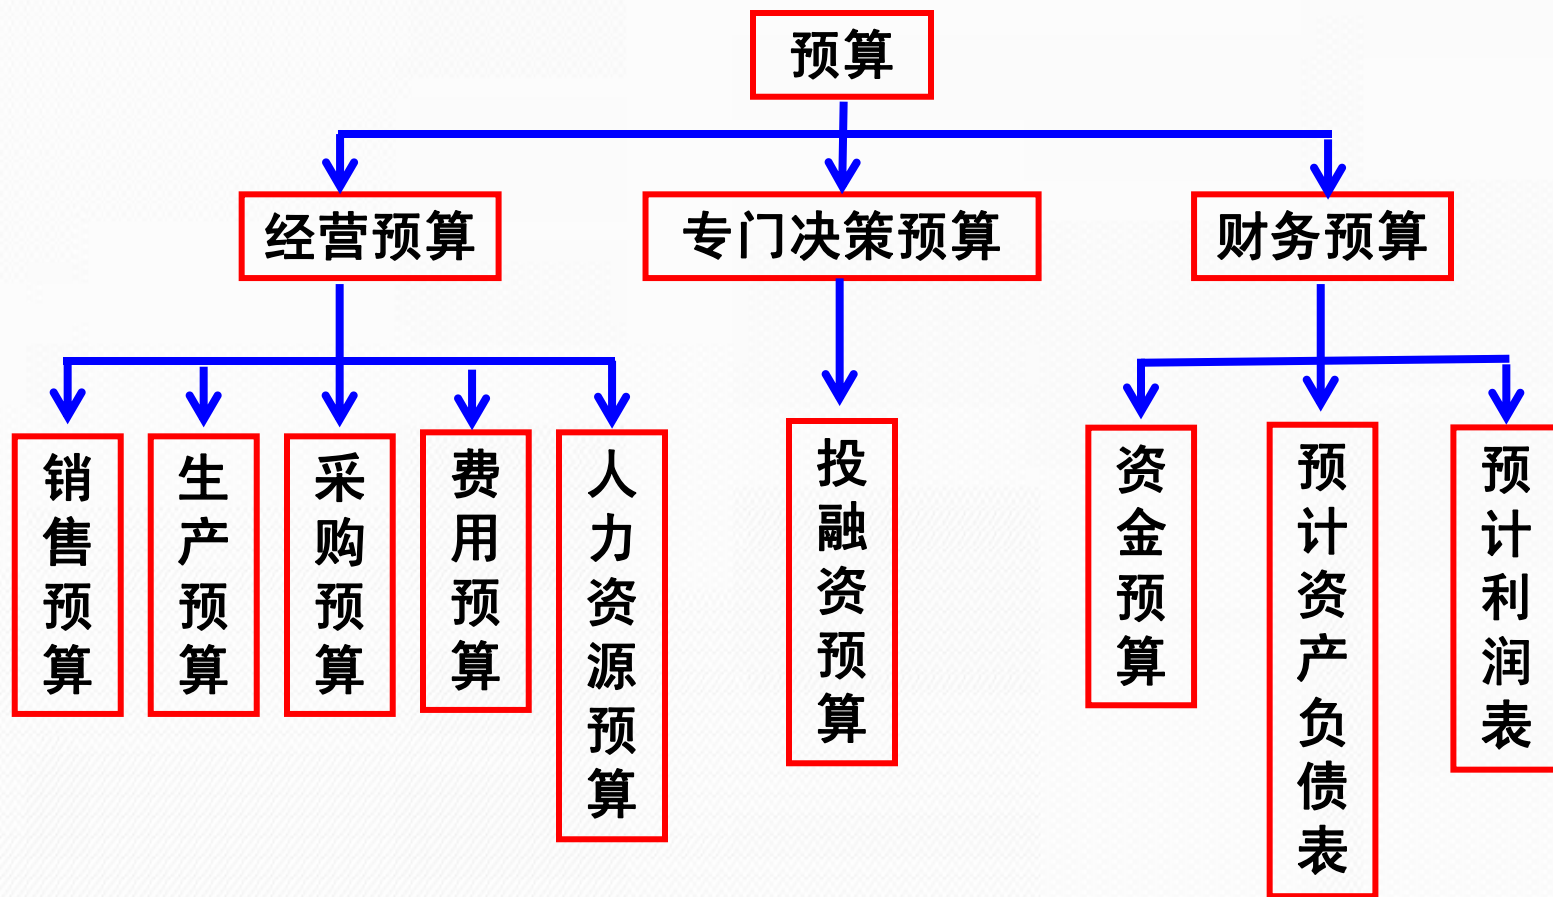 预算
经营预算
专门决策预算
财务预算
销售预算
生产预算
采购预算
费用预算
人力资源预算
投融资预算
资金预算
预计资产负债表
预计利润表